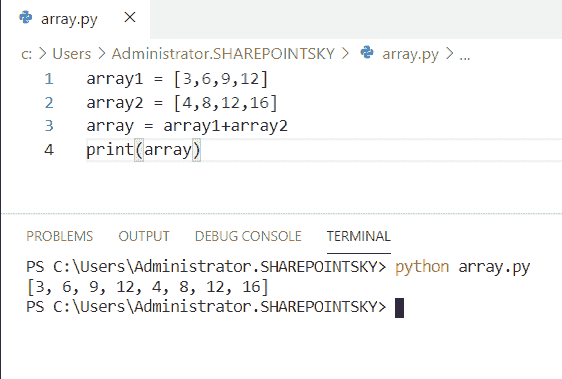 array.py
c: > Users > Administrator.SHAREPOINTSKY > array.py > ...
1 array1 = [3,6,9,12]
2 array2 = [4,8,12,16]
3 array = array1+array2
4 print(array)
PROBLEMS OUTPUT DEBUG CONSOLE TERMINAL
PS C:\Users\Administrator.SHAREPOINTSKY> python array.py
[3, 6, 9, 12, 4, 8, 12, 16]
PS C:\Users\Administrator.SHAREPOINTSKY>